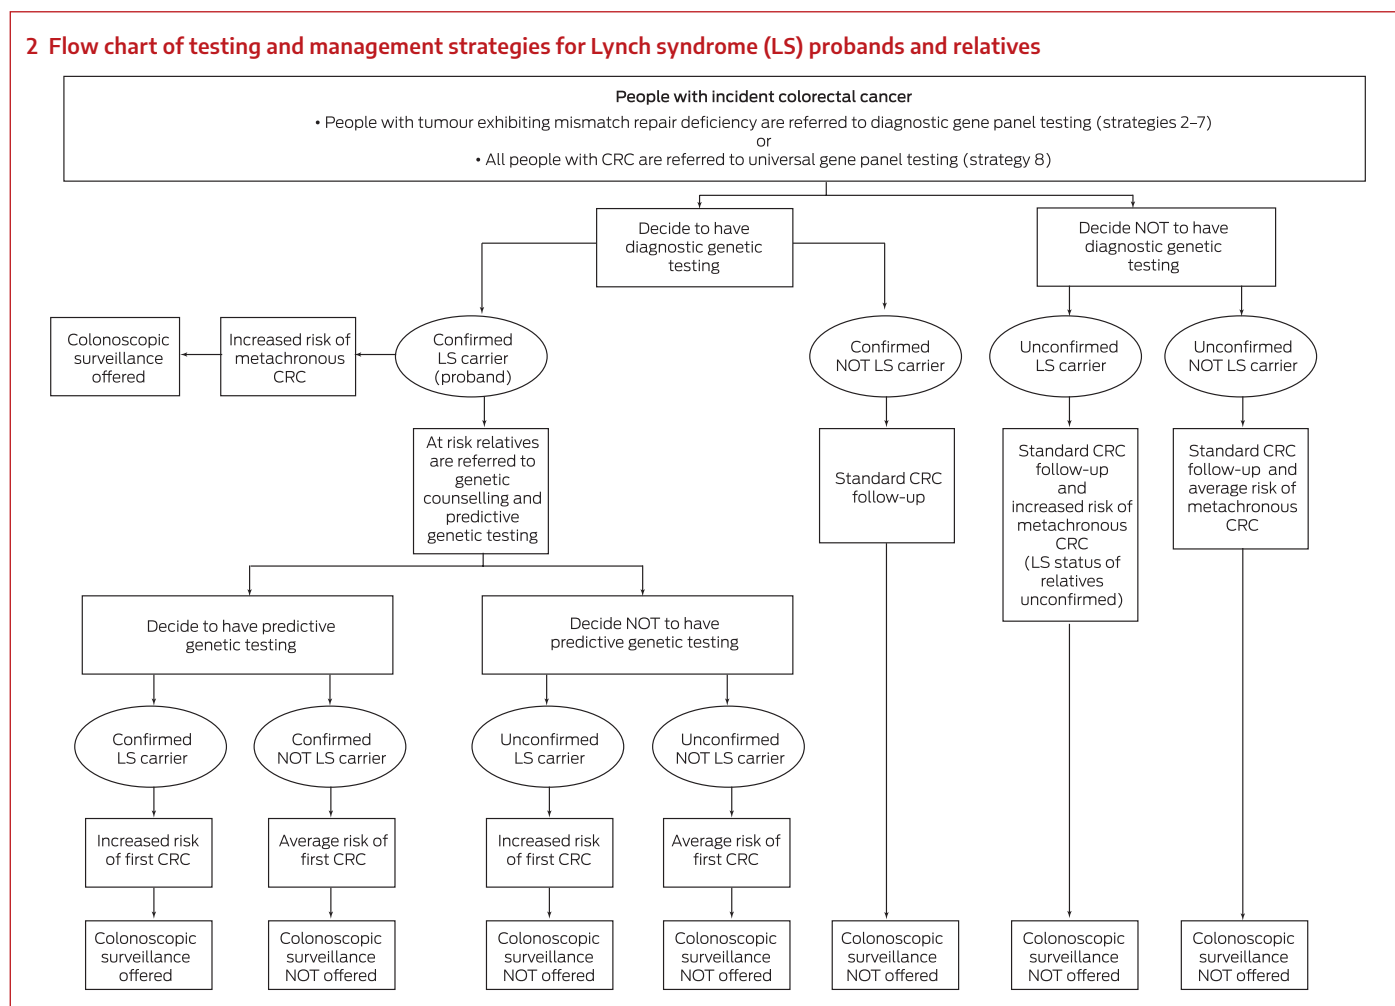 2 Flow chart of testing and management strategies for Lynch syndrome (LS) probands and relatives
People with incident colorectal cancer
• People with tumour exhibiting mismatch repair deficiency are referred to diagnostic gene panel testing (strategies 2–7)
or
• All people with CRC are referred to universal gene panel testing (strategy 8)
Decide to have
diagnostic genetic
testing
Decide NOT to have
diagnostic genetic
testing
Colonoscopic
surveillance
offered
Increased risk of
metachronous
CRC
Confirmed
LS carrier
(proband)
Confirmed
NOT LS carrier
Unconfirmed
LS carrier
Unconfirmed
NOT LS carrier
At risk relatives
are referred to
genetic
counselling and
predictive
genetic testing
Standard CRC
follow-up
Standard CRC
follow-up
and
increased risk of
metachronous
CRC
(LS status of
relatives
unconfirmed)
Standard CRC
follow-up and
average risk of
metachronous
CRC
Decide to have predictive
genetic testing
Decide NOT to have
predictive genetic testing
Confirmed
LS carrier
Confirmed
NOT LS carrier
Unconfirmed
LS carrier
Unconfirmed
NOT LS carrier
Increased risk
of first CRC
Average risk of
first CRC
Increased risk
of first CRC
Average risk of
first CRC
Colonoscopic
surveillance
offered
Colonoscopic
surveillance
NOT offered
Colonoscopic
surveillance
NOT offered
Colonoscopic
surveillance
NOT offered
Colonoscopic
surveillance
NOT offered
Colonoscopic
surveillance
NOT offered
Colonoscopic
surveillance
NOT offered